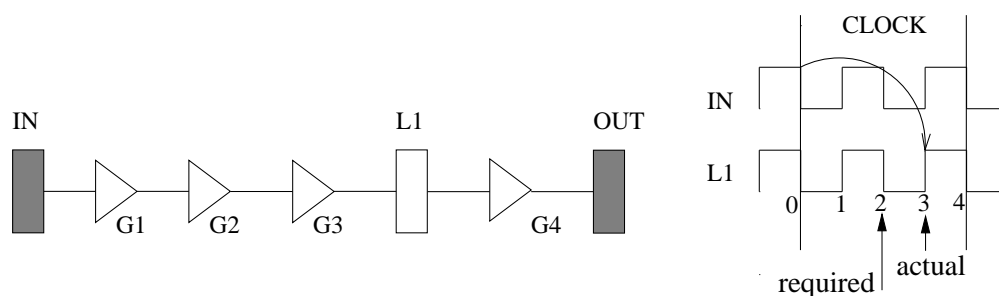 IN
L1
OUT
G1
G2
G3
G4
CLOCK
IN
L1
0 1 2 3 4
required
actual